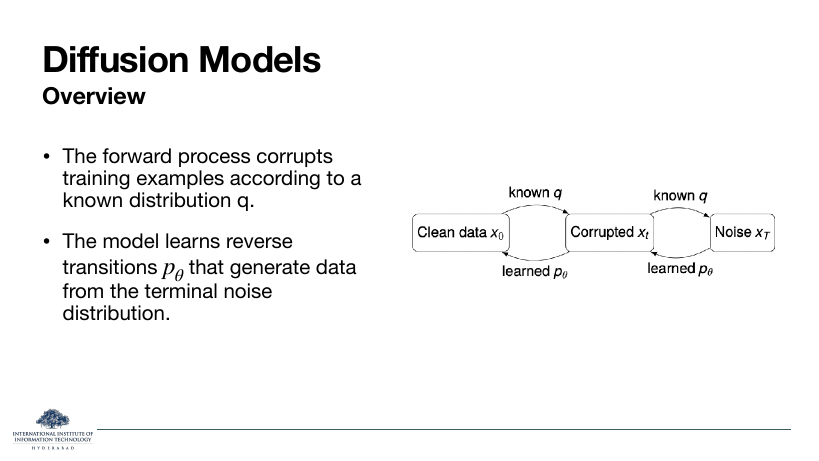 Diffusion Models
Overview
• The forward process corrupts
training examples according to a
known distribution q.
• The model learns reverse
transitions pθ that generate data
from the terminal noise
distribution.
known q
known q
Clean data x0
Corrupted xt
Noise xT
learned pθ
learned pθ
INTERNATIONAL INSTITUTE OF
INFORMATION TECHNOLOGY
HYDERABAD